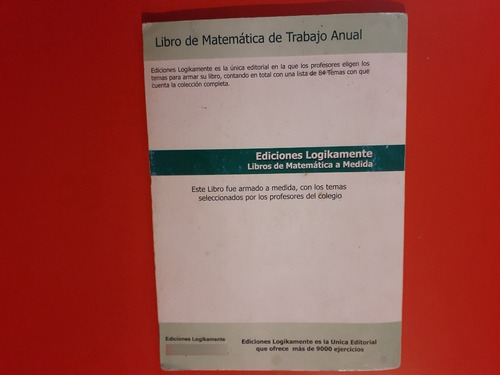 Libro de Matemática de Trabajo Anual
Ediciones Logikamente es la única editorial en la que los profesores eligen los
temas para armar su libro, contando en total con una lista de 84 Temas con que
cuenta la colección completa.
Ediciones Logikamente
Libros de Matemática a Medida
Este Libro fue armado a medida, con los temas
seleccionados por los profesores del colegio
Ediciones Logikamente
Ediciones Logikamente es la Unica Editorial
que ofrece más de 9000 ejercicios